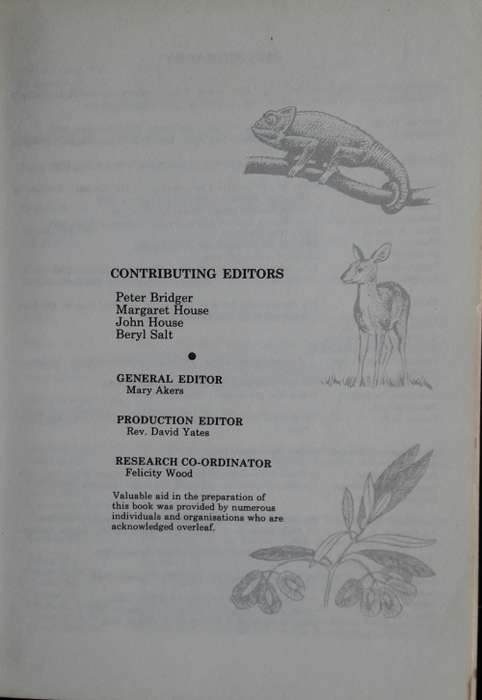 CONTRIBUTING EDITORS
Peter Bridger
Margaret House
John House
Beryl Salt
GENERAL EDITOR
Mary Akers
PRODUCTION EDITOR
Rev. David Yates
RESEARCH CO-ORDINATOR
Felicity Wood
Valuable aid in the preparation of
this book was provided by numerous
individuals and organisations who are
acknowledged overleaf.